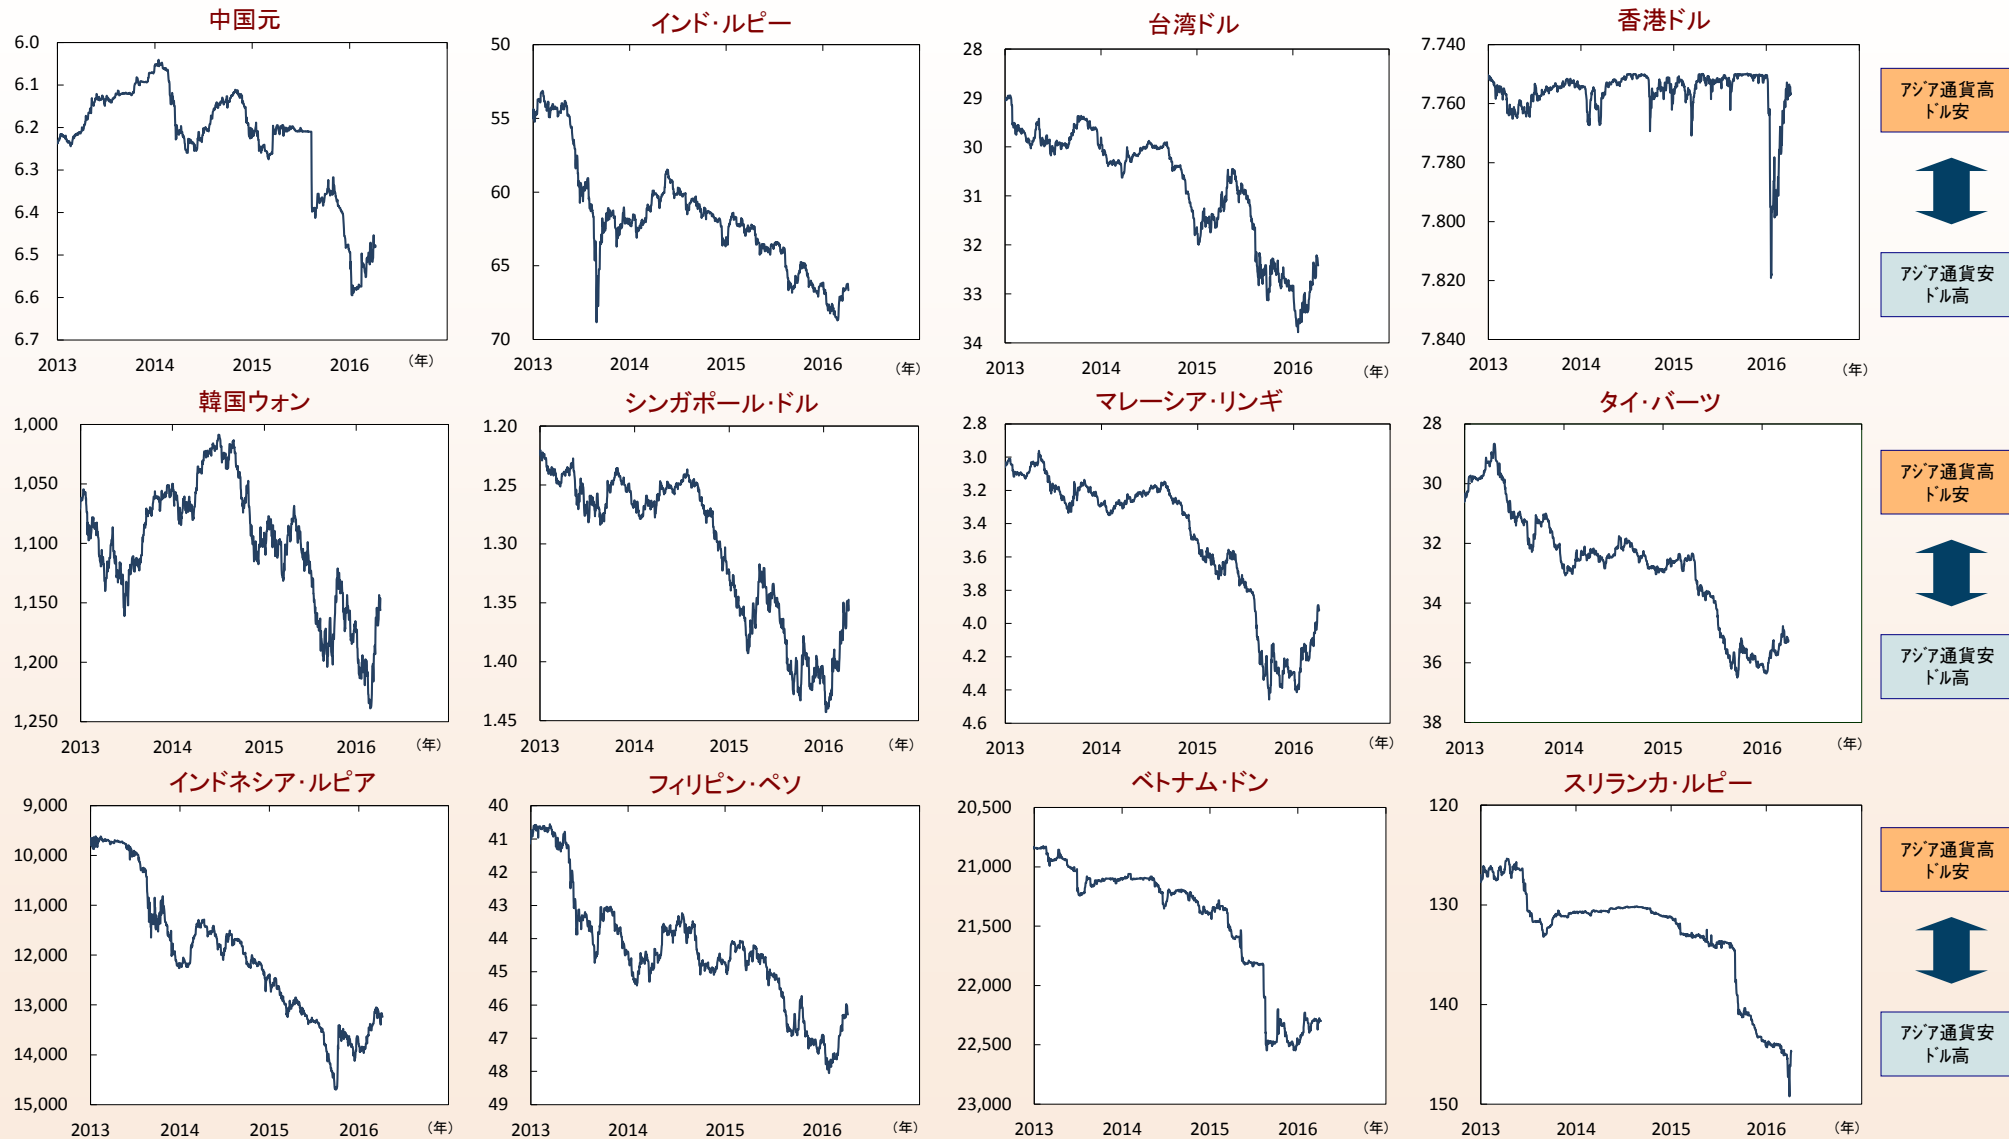 中国元
6.0
6.1
6.2
6.3
6.4
6.5
6.6
6.7
2013 2014 2015 2016 (年)
インド・ルピー
50
55
60
65
70
2013 2014 2015 2016 (年)
台湾ドル
28
29
30
31
32
33
34
2013 2014 2015 2016 (年)
香港ドル
7.740
7.760
7.780
7.800
7.820
7.840
2013 2014 2015 2016 (年)
アジア通貨高
ドル安
アジア通貨安
ドル高
韓国ウォン
1,000
1,050
1,100
1,150
1,200
1,250
2013 2014 2015 2016 (年)
シンガポール・ドル
1.20
1.25
1.30
1.35
1.40
1.45
2013 2014 2015 2016 (年)
マレーシア・リンギ
2.8
3.0
3.2
3.4
3.6
3.8
4.0
4.2
4.4
4.6
2013 2014 2015 2016 (年)
タイ・バーツ
28
30
32
34
36
38
2013 2014 2015 2016 (年)
アジア通貨高
ドル安
アジア通貨安
ドル高
インドネシア・ルピア
9,000
10,000
11,000
12,000
13,000
14,000
15,000
2013 2014 2015 2016 (年)
フィリピン・ペソ
40
41
42
43
44
45
46
47
48
49
2013 2014 2015 2016 (年)
ベトナム・ドン
20,500
21,000
21,500
22,000
22,500
23,000
2013 2014 2015 2016 (年)
スリランカ・ルピー
120
130
140
150
2013 2014 2015 2016 (年)
アジア通貨高
ドル安
アジア通貨安
ドル高